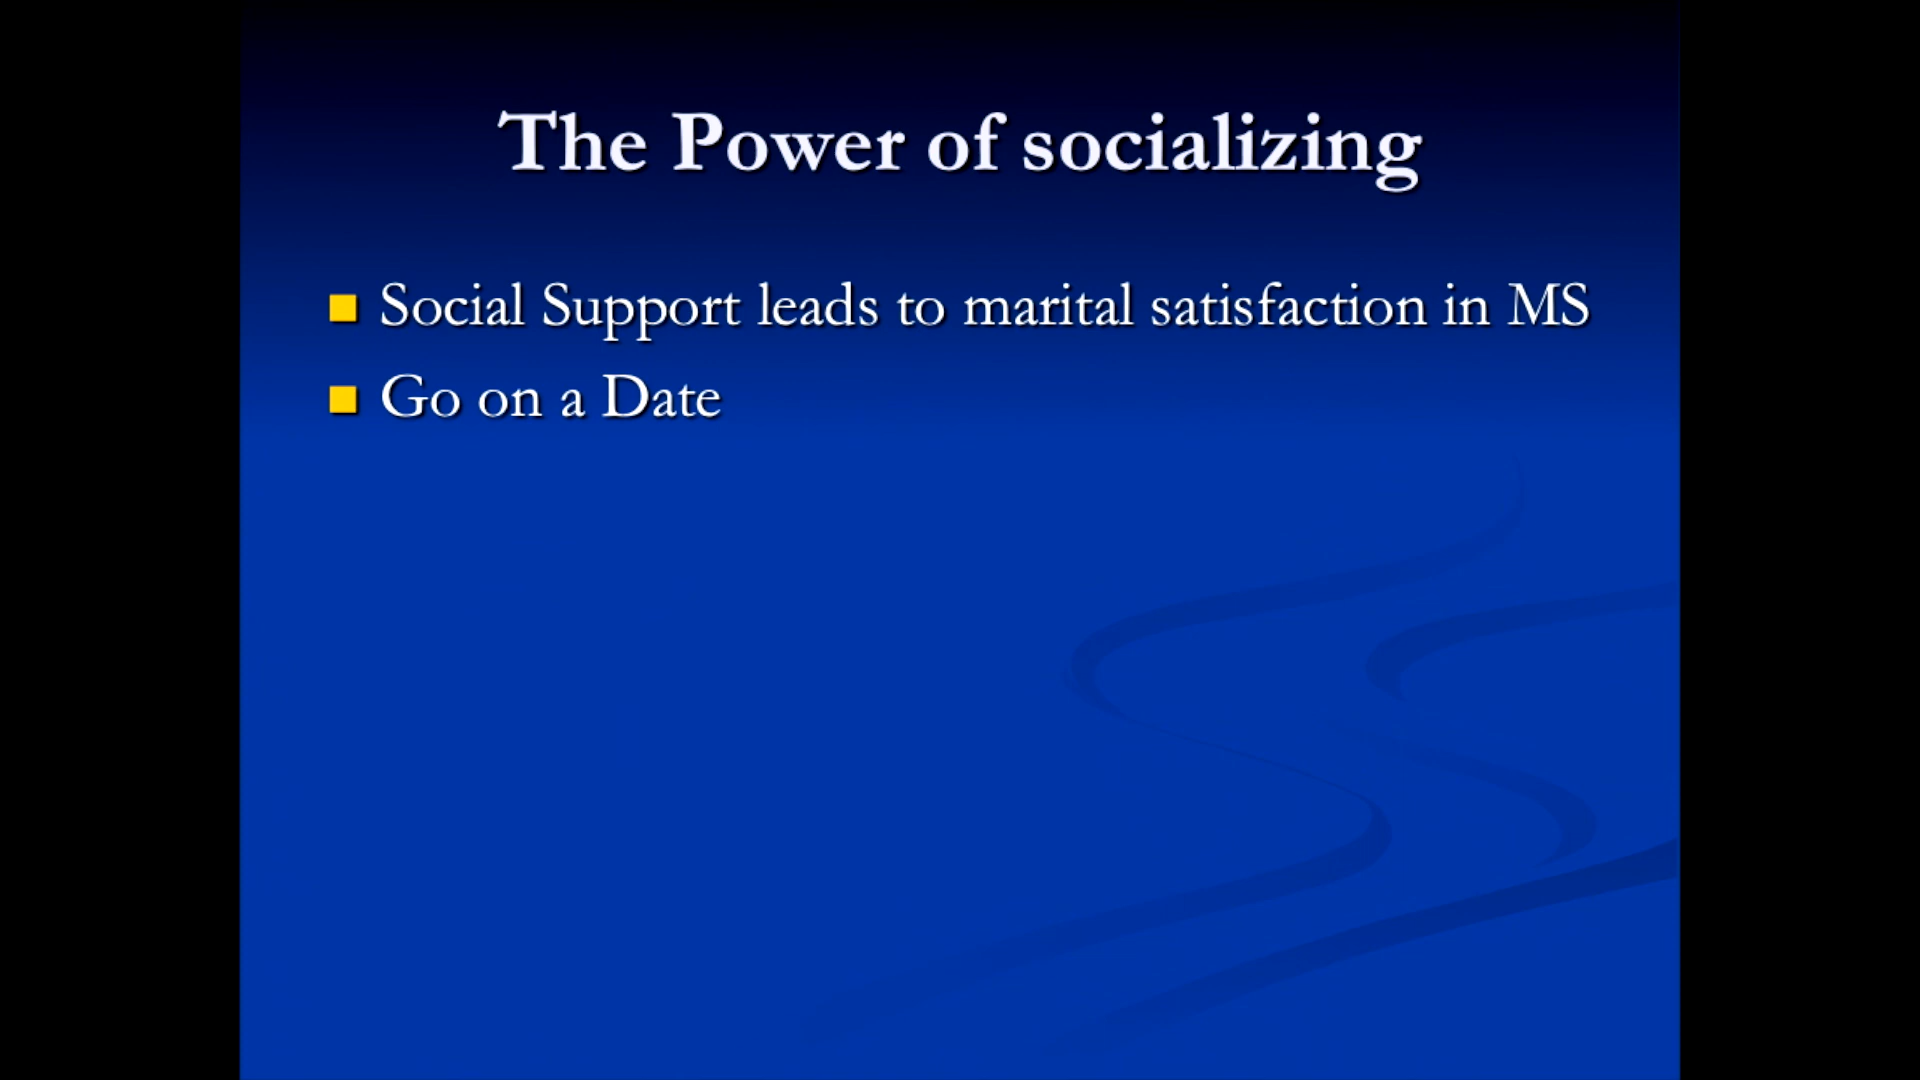 The Power of socializing
Social Support leads to marital satisfaction in MS
Go on a Date